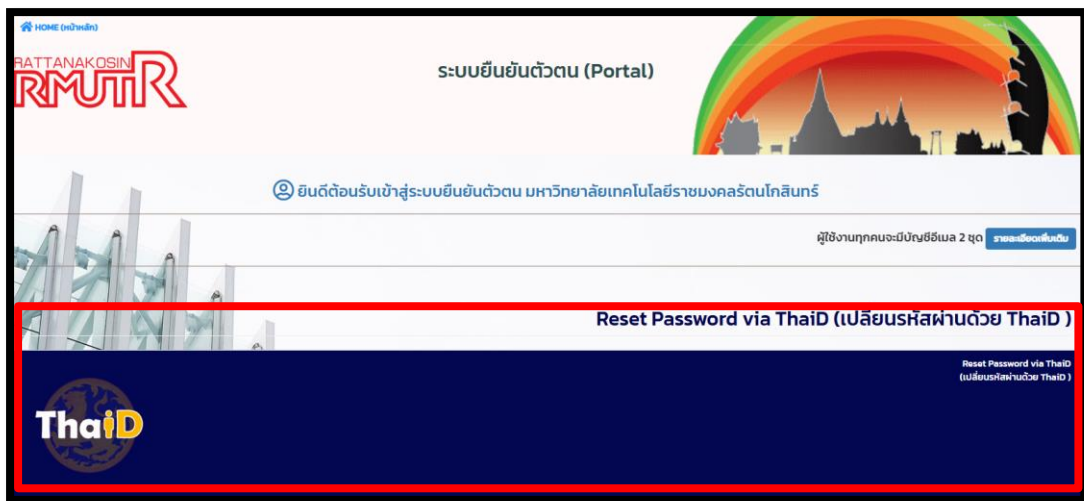 HOME (หน้าหลัก)
RATTANAKOSIN
RMUTR
ระบบยืนยันตัวตน (Portal)
ยินดีต้อนรับเข้าสู่ระบบยืนยันตัวตน มหาวิทยาลัยเทคโนโลยีราชมงคลรัตนโกสินทร์
ผู้ใช้งานทุกคนจะมีบัญชีอีเมล 2 ชุด รายละเอียดเพิ่มเติม
Reset Password via ThaiD (เปลี่ยนรหัสผ่านด้วย ThaiD )
Reset Password via ThaiD
(เปลี่ยนรหัสผ่านด้วย ThaiD )
ThaiD